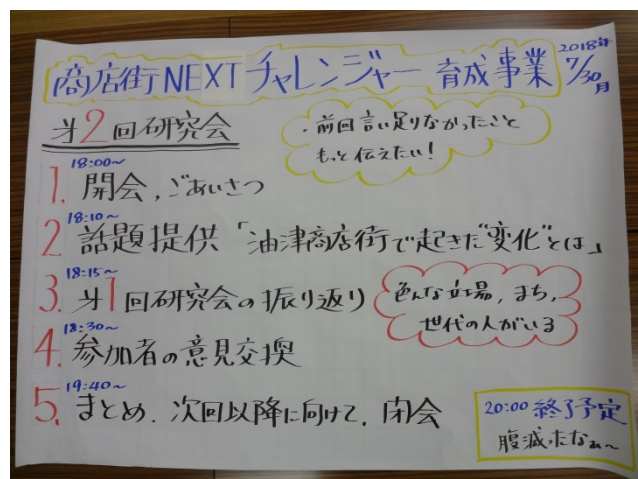 商店街NEXTチャレンジャー育成事業
2018年
7/30月
第2回研究会
・前回言い足りなかったこと
もっと伝えたい!
18:00~
1. 開会,ごあいさつ
18:10~
2. 話題提供「油津商店街で起きた"変化"とは」
18:15~
3. 第1回研究会の振り返り
色んな立場,まち,
世代の人がいる
18:30~
4. 参加者の意見交換
19:40~
5. まとめ.次回以降に向けて.閉会
20:00 終了予定
腹減ったなぁ~